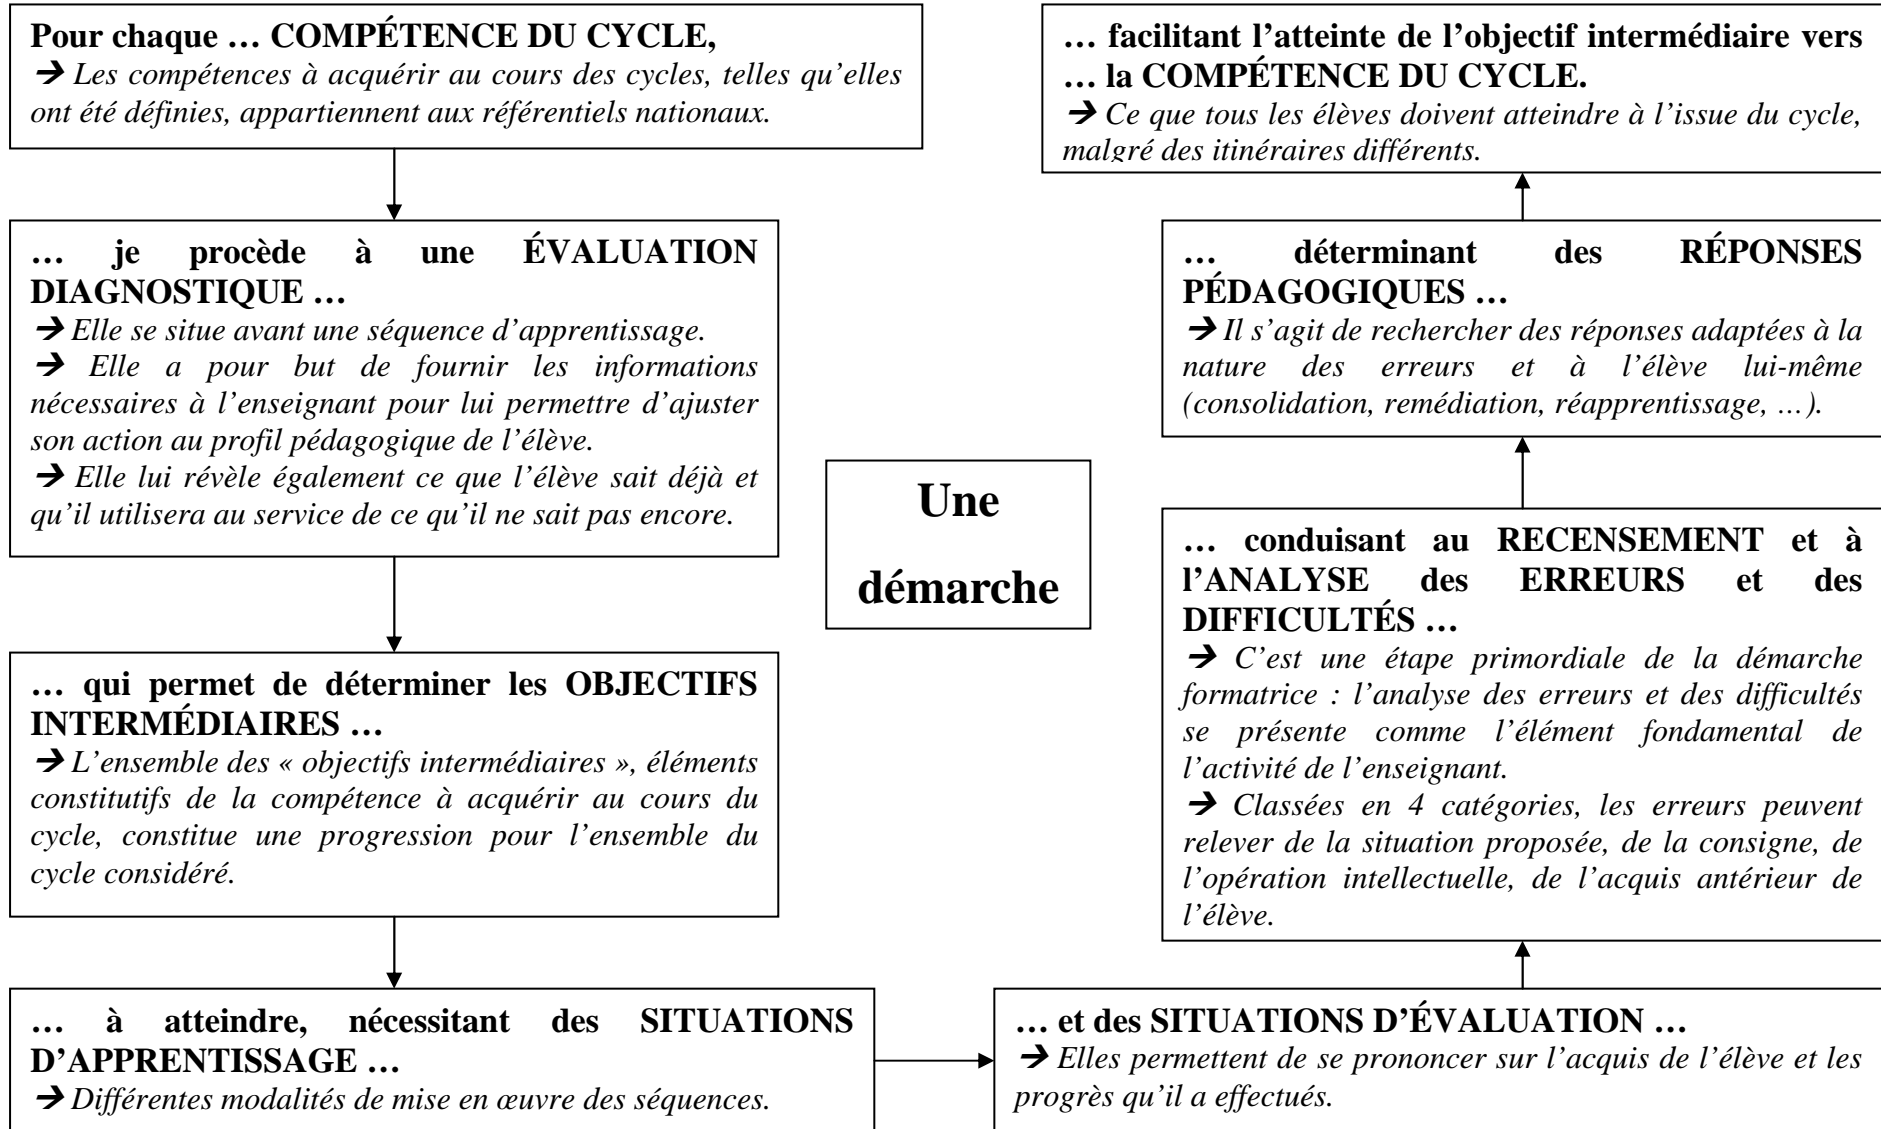 Pour chaque … COMPÉTENCE DU CYCLE,
➔ Les compétences à acquérir au cours des cycles, telles qu’elles
ont été définies, appartiennent aux référentiels nationaux.
… je procède à une ÉVALUATION
DIAGNOSTIQUE …
➔ Elle se situe avant une séquence d’apprentissage.
➔ Elle a pour but de fournir les informations
nécessaires à l’enseignant pour lui permettre d’ajuster
son action au profil pédagogique de l’élève.
➔ Elle lui révèle également ce que l’élève sait déjà et
qu’il utilisera au service de ce qu’il ne sait pas encore.
… qui permet de déterminer les OBJECTIFS
INTERMÉDIAIRES …
➔ L’ensemble des « objectifs intermédiaires », éléments
constitutifs de la compétence à acquérir au cours du
cycle, constitue une progression pour l’ensemble du
cycle considéré.
… à atteindre, nécessitant des SITUATIONS
D’APPRENTISSAGE …
➔ Différentes modalités de mise en œuvre des séquences.
Une
démarche
… et des SITUATIONS D’ÉVALUATION …
➔ Elles permettent de se prononcer sur l’acquis de l’élève et les
progrès qu’il a effectués.
… conduisant au RECENSEMENT et à
l’ANALYSE des ERREURS et des
DIFFICULTÉS …
➔ C’est une étape primordiale de la démarche
formatrice : l’analyse des erreurs et des difficultés
se présente comme l’élément fondamental de
l’activité de l’enseignant.
➔ Classées en 4 catégories, les erreurs peuvent
relever de la situation proposée, de la consigne, de
l’opération intellectuelle, de l’acquis antérieur de
l’élève.
… déterminant des RÉPONSES
PÉDAGOGIQUES …
➔ Il s’agit de rechercher des réponses adaptées à la
nature des erreurs et à l’élève lui-même
(consolidation, remédiation, réapprentissage, …).
… facilitant l’atteinte de l’objectif intermédiaire vers
… la COMPÉTENCE DU CYCLE.
➔ Ce que tous les élèves doivent atteindre à l’issue du cycle,
malgré des itinéraires différents.